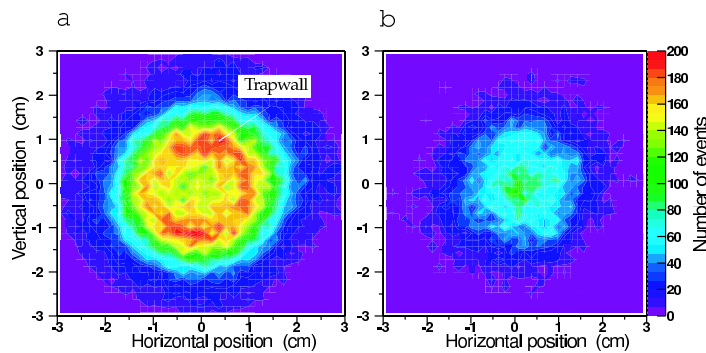 a
b
3
2
1
0
-1
-2
-3
Vertical position (cm)
Trapwall
-3 -2 -1 0 1 2 3
Horizontal position (cm)
3
2
1
0
-1
-2
-3
-3 -2 -1 0 1 2 3
Horizontal position (cm)
200
180
160
140
120
100
80
60
40
20
0
Number of events